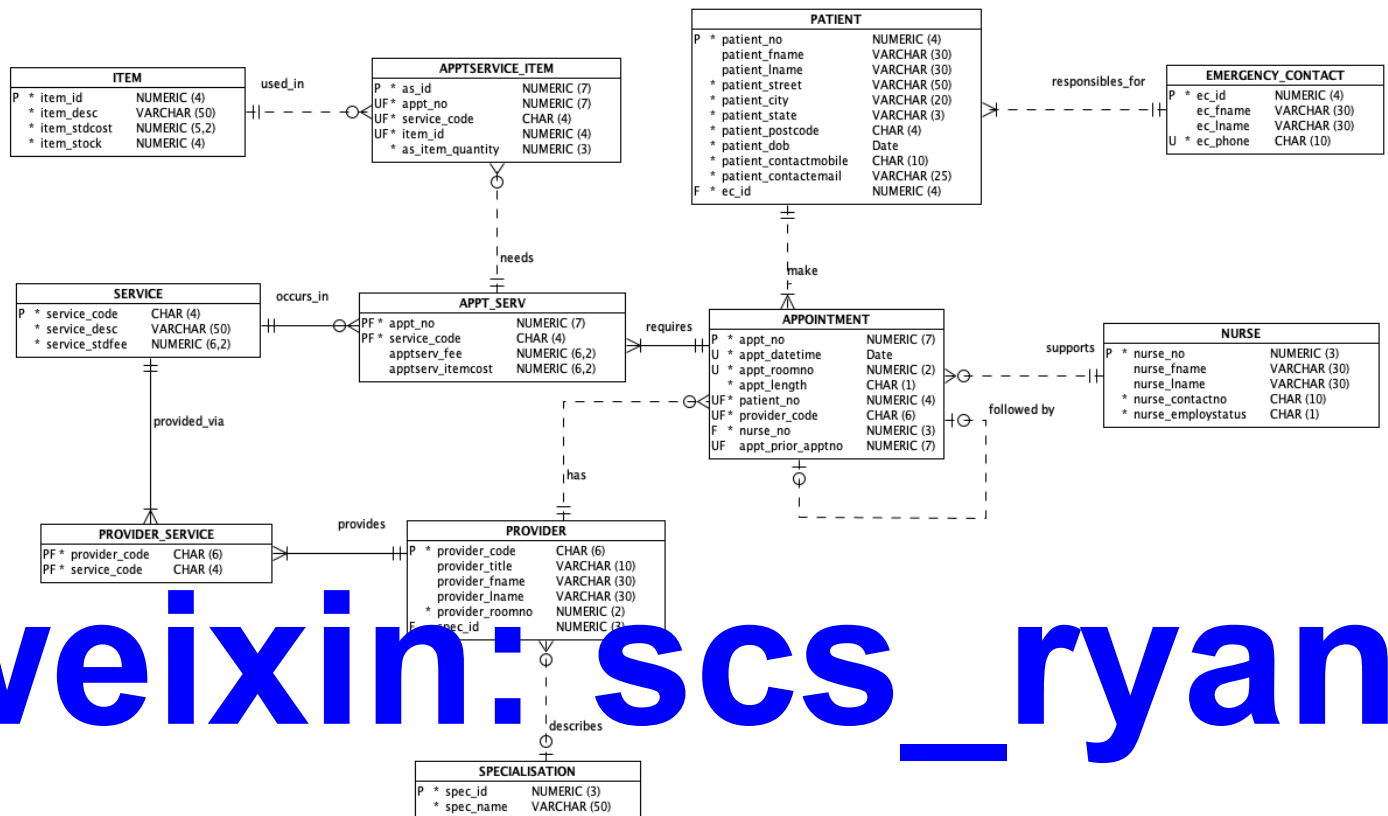 PATIENT
P * patient_no NUMERIC (4)
patient_fname VARCHAR (30)
patient_lname VARCHAR (30)
* patient_street VARCHAR (50)
* patient_city VARCHAR (20)
* patient_state VARCHAR (3)
* patient_postcode CHAR (4)
* patient_dob Date
* patient_contactmobile CHAR (10)
* patient_contactemail VARCHAR (25)
F * ec_id NUMERIC (4)
responsibles_for
EMERGENCY_CONTACT
P * ec_id NUMERIC (4)
ec_fname VARCHAR (30)
ec_lname VARCHAR (30)
U * ec_phone CHAR (10)
ITEM
P * item_id NUMERIC (4)
* item_desc VARCHAR (50)
* item_stdcost NUMERIC (5,2)
* item_stock NUMERIC (4)
used_in
APPTSERVICE_ITEM
P * as_id NUMERIC (7)
UF * appt_no NUMERIC (7)
UF * service_code CHAR (4)
UF * item_id NUMERIC (4)
* as_item_quantity NUMERIC (3)
needs
make
SERVICE
P * service_code CHAR (4)
* service_desc VARCHAR (50)
* service_stdfee NUMERIC (6,2)
occurs_in
APPT_SERV
PF * appt_no NUMERIC (7)
PF * service_code CHAR (4)
apptserv_fee NUMERIC (6,2)
apptserv_itemcost NUMERIC (6,2)
requires
APPOINTMENT
P * appt_no NUMERIC (7)
U * appt_datetime Date
U * appt_roomno NUMERIC (2)
* appt_length CHAR (1)
UF * patient_no NUMERIC (4)
UF * provider_code CHAR (6)
F * nurse_no NUMERIC (3)
UF appt_prior_apptno NUMERIC (7)
supports
NURSE
P * nurse_no NUMERIC (3)
nurse_fname VARCHAR (30)
nurse_lname VARCHAR (30)
* nurse_contactno CHAR (10)
* nurse_employstatus CHAR (1)
followed by
provided_via
has
PROVIDER_SERVICE
PF * provider_code CHAR (6)
PF * service_code CHAR (4)
provides
PROVIDER
P * provider_code CHAR (6)
provider_title VARCHAR (10)
provider_fname VARCHAR (30)
provider_lname VARCHAR (30)
* provider_roomno NUMERIC (2)
F spec_id NUMERIC (3)
weixin: scs_ryan
describes
SPECIALISATION
P * spec_id NUMERIC (3)
* spec_name VARCHAR (50)